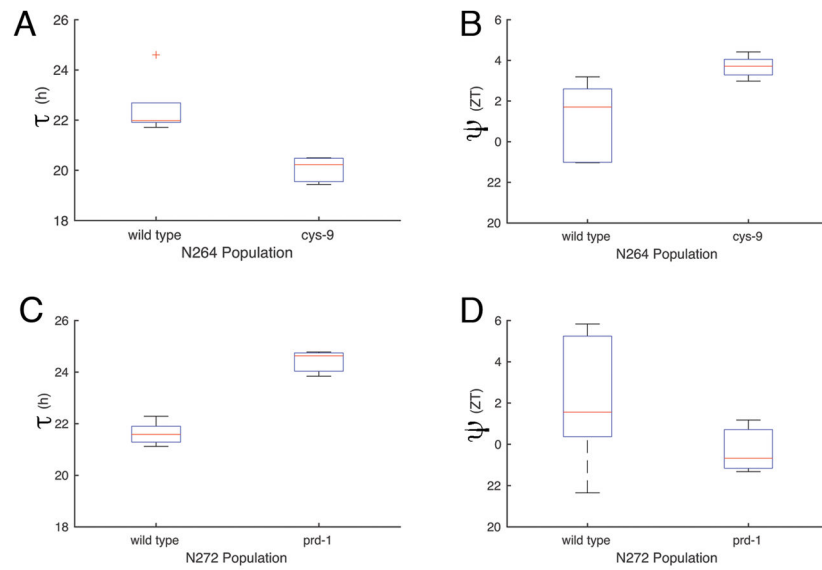 A
τ (h)
26
24
22
20
18
wild type
cys-9
N264 Population
B
ψ (ZT)
6
4
2
0
22
20
wild type
cys-9
N264 Population
C
τ (h)
26
24
22
20
18
wild type
prd-1
N272 Population
D
ψ (ZT)
6
4
2
0
22
20
wild type
prd-1
N272 Population